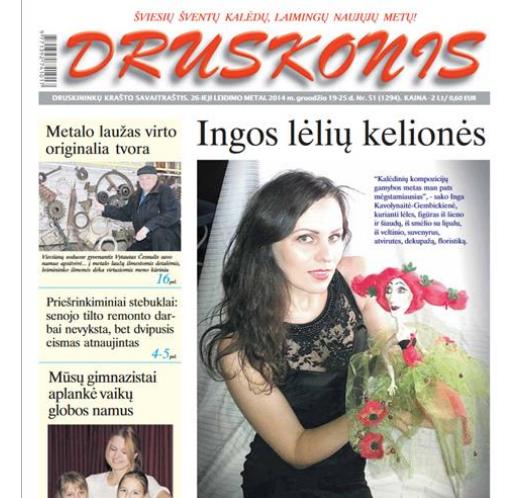 ŠVIESIŲ ŠVENTŲ KALĖDŲ, LAIMINGŲ NAUJŲJŲ METŲ!
DRUSKONIS
DRUSKININKŲ KRAŠTO SAVAITRAŠTIS. 26-IEJI LEIDIMO METAI. 2014 m. gruodžio 19-25 d. Nr. 51 (1294). KAINA - 2 Lt/ 0,60 EUR
Metalo laužas virto
originalia tvora
16 psl.
Priešrinkiminiai stebuklai:
senojo tilto remonto dar-
bai nevyksta, bet dvipusis
eismas atnaujintas
4-5 psl.
Mūsų gimnazistai
aplankė vaikų
globos namus
Ingos lėlių kelionės
"Kalėdinių kompozicijų
gamybos metas man pats
mėgstamiausias", - sako Inga
Kavolynaitė-Gembickienė,
kurianti lėles, figūras iš šieno
ir šiaudų, iš smėlio su lipalu,
iš veltinio, suvenyrus,
atvirutes, dekupažą, floristiką.